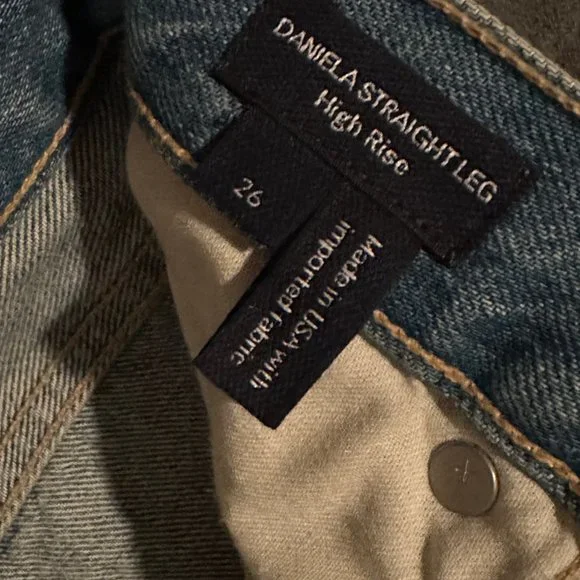 DANIELA STRAIGHT LEG
High Rise
26
Made in USA with
imported fabric